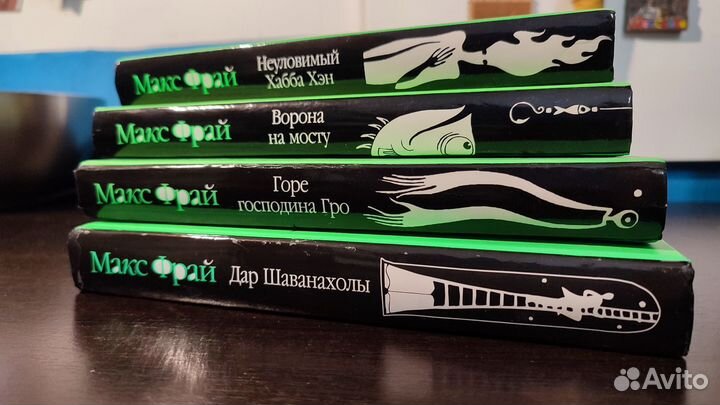 Макс Фрай Неуловимый
Хабба Хэн
Макс Фрай Ворона
на мосту
Макс Фрай Горе
господина Гро
Макс Фрай Дар Шаванахолы
Avito